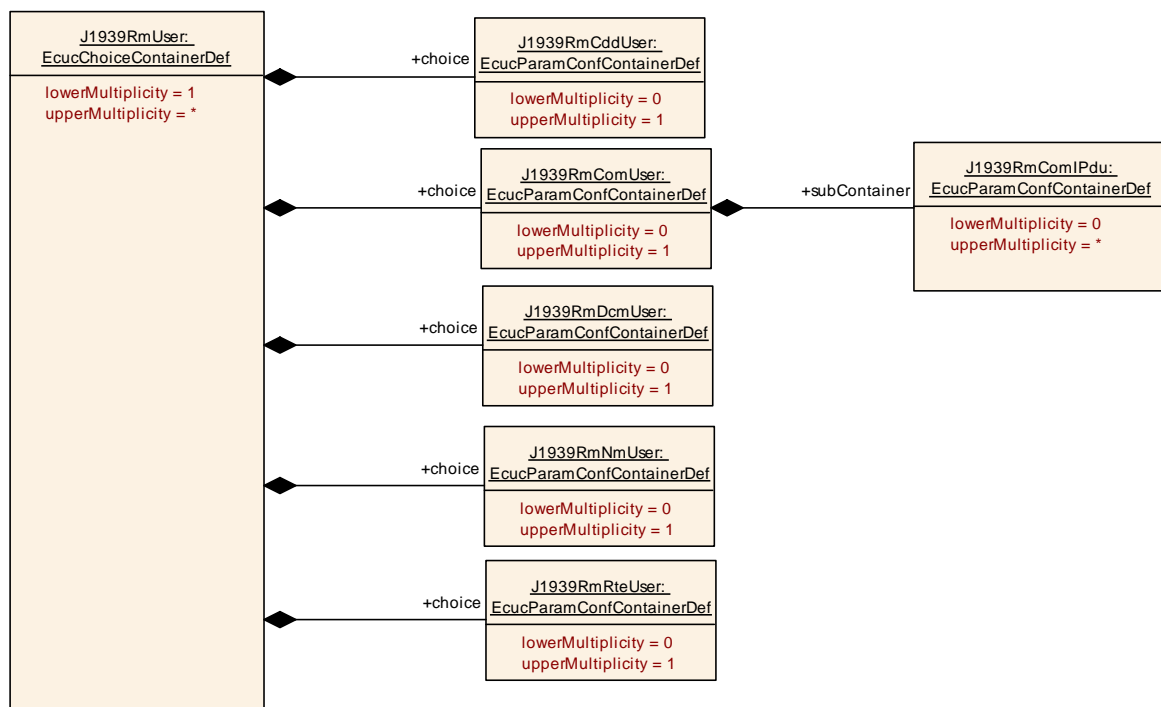 J1939RmUser:
EcucChoiceContainerDef
lowerMultiplicity = 1
upperMultiplicity = *
+choice
J1939RmCddUser:
EcucParamConfContainerDef
lowerMultiplicity = 0
upperMultiplicity = 1
+choice
J1939RmComUser:
EcucParamConfContainerDef
lowerMultiplicity = 0
upperMultiplicity = 1
+subContainer
J1939RmComIPdu:
EcucParamConfContainerDef
lowerMultiplicity = 0
upperMultiplicity = *
+choice
J1939RmDcmUser:
EcucParamConfContainerDef
lowerMultiplicity = 0
upperMultiplicity = 1
+choice
J1939RmNmUser:
EcucParamConfContainerDef
lowerMultiplicity = 0
upperMultiplicity = 1
+choice
J1939RmRteUser:
EcucParamConfContainerDef
lowerMultiplicity = 0
upperMultiplicity = 1